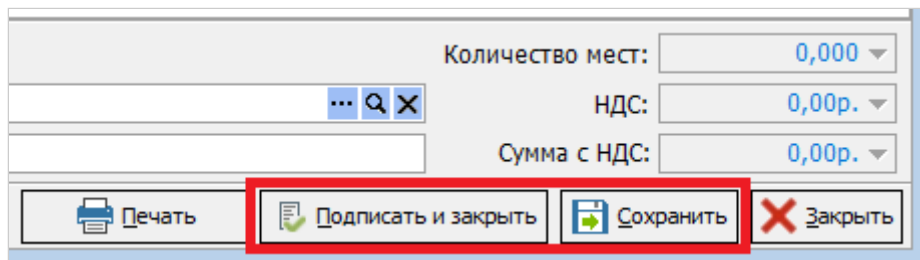 Количество мест: 0,000
НДС: 0,00р.
Сумма с НДС: 0,00р.
Печать Подписать и закрыть Сохранить Закрыть